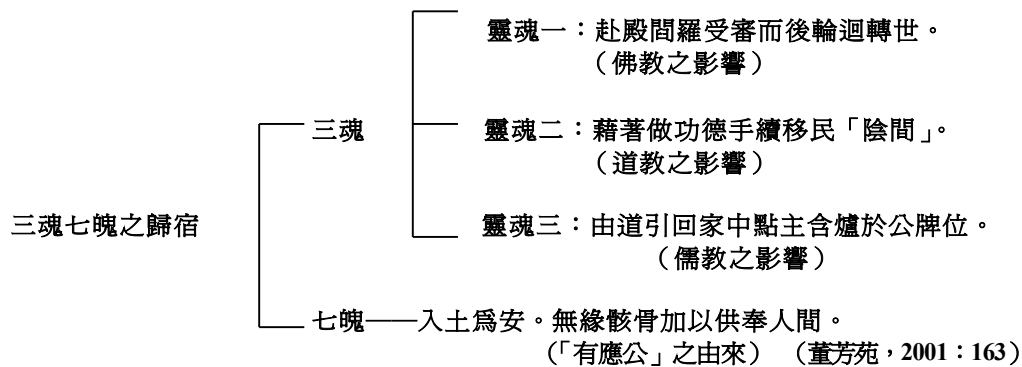 靈魂一：赴殿閻羅受審而後輪迴轉世。
（佛教之影響）
三魂
靈魂二：藉著做功德手續移民「陰間」。
（道教之影響）
三魂七魄之歸宿
靈魂三：由道引回家中點主含爐於公牌位。
（儒教之影響）
七魄——入土為安。無緣骸骨加以供奉人間。
（「有應公」之由來） （董芳苑，2001：163）